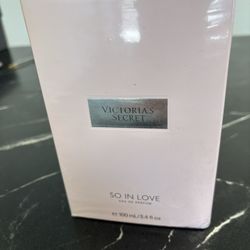 VICTORIA'S
SECRET
SO IN LOVE
EAU DE PARFUM
℮ 100 ml / 3.4 fl oz